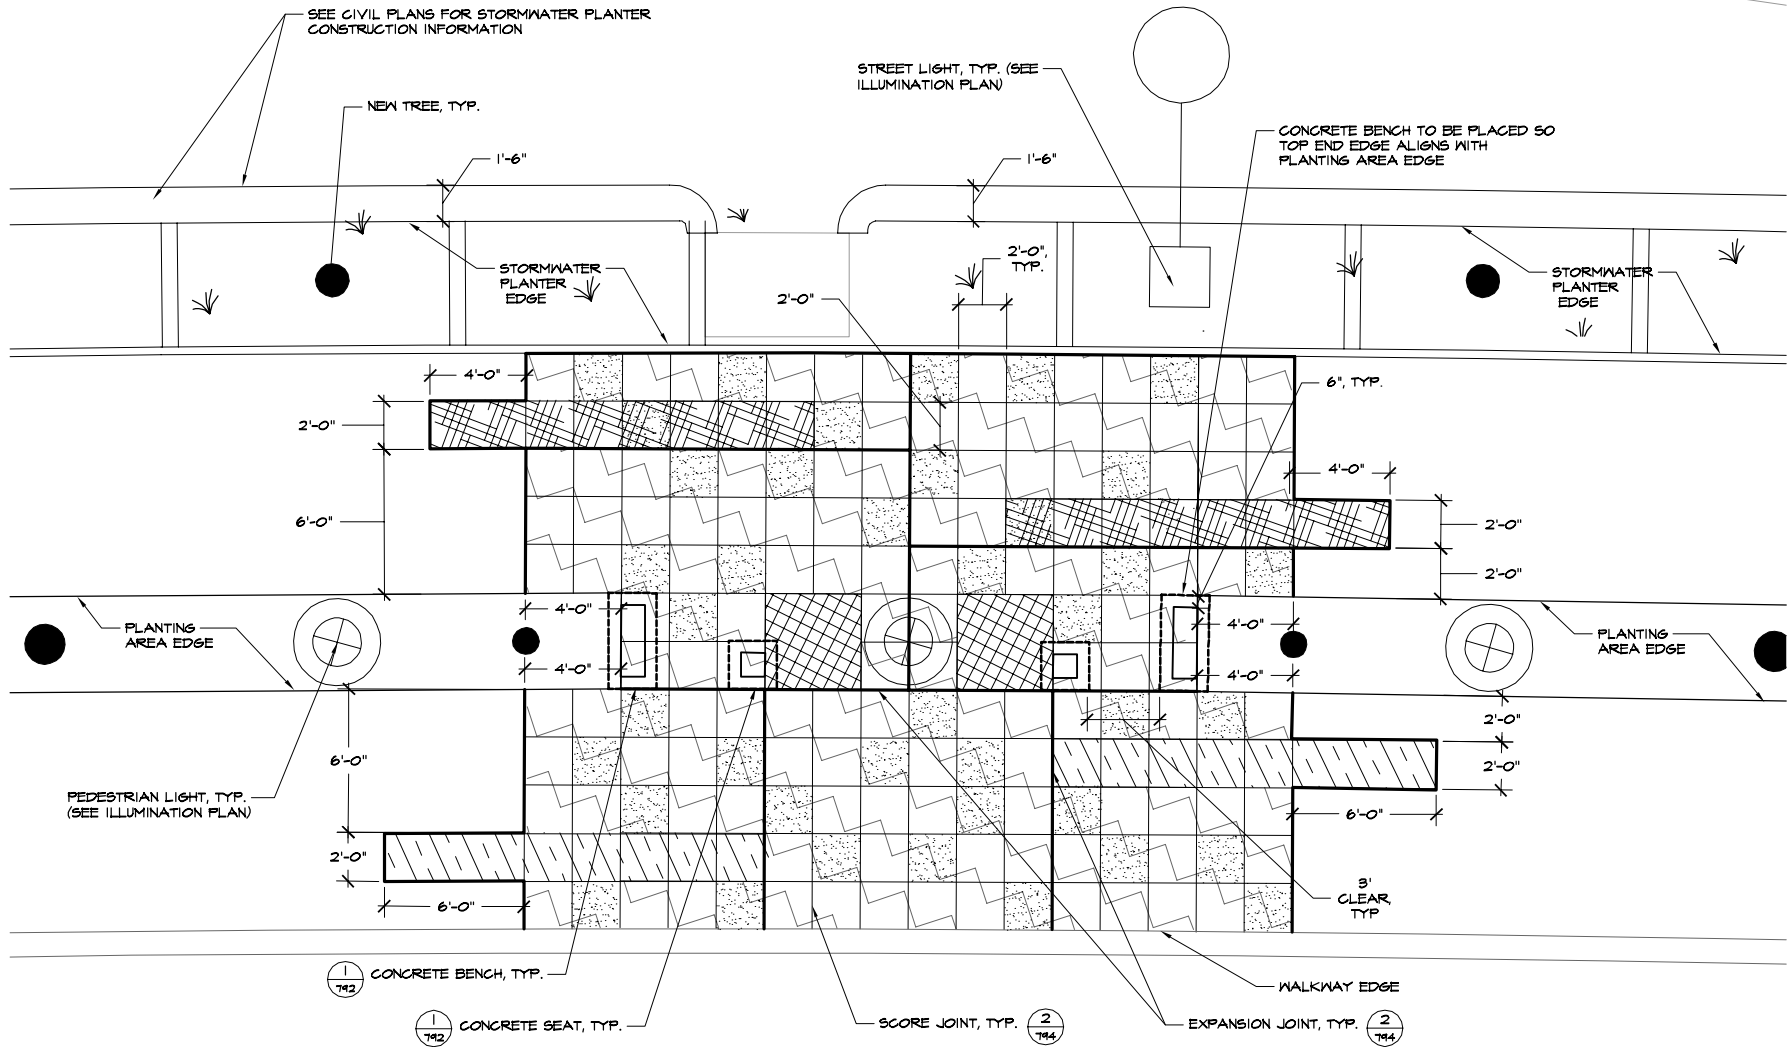 SEE CIVIL PLANS FOR STORMWATER PLANTER
CONSTRUCTION INFORMATION
NEW TREE, TYP.
STREET LIGHT, TYP. (SEE
ILLUMINATION PLAN)
CONCRETE BENCH TO BE PLACED SO
TOP END EDGE ALIGNS WITH
PLANTING AREA EDGE
1'-6"
1'-6"
2'-0",
TYP.
STORMWATER
PLANTER
EDGE
2'-0"
STORMWATER
PLANTER
EDGE
4'-0"
6", TYP.
2'-0"
4'-0"
6'-0"
2'-0"
2'-0"
4'-0"
4'-0"
PLANTING
AREA EDGE
PLANTING
AREA EDGE
4'-0"
4'-0"
2'-0"
6'-0"
2'-0"
PEDESTRIAN LIGHT, TYP.
(SEE ILLUMINATION PLAN)
6'-0"
2'-0"
6'-0"
3'
CLEAR,
TYP
1
792
CONCRETE BENCH, TYP.
WALKWAY EDGE
1
792
CONCRETE SEAT, TYP.
SCORE JOINT, TYP.
2
794
EXPANSION JOINT, TYP.
2
794